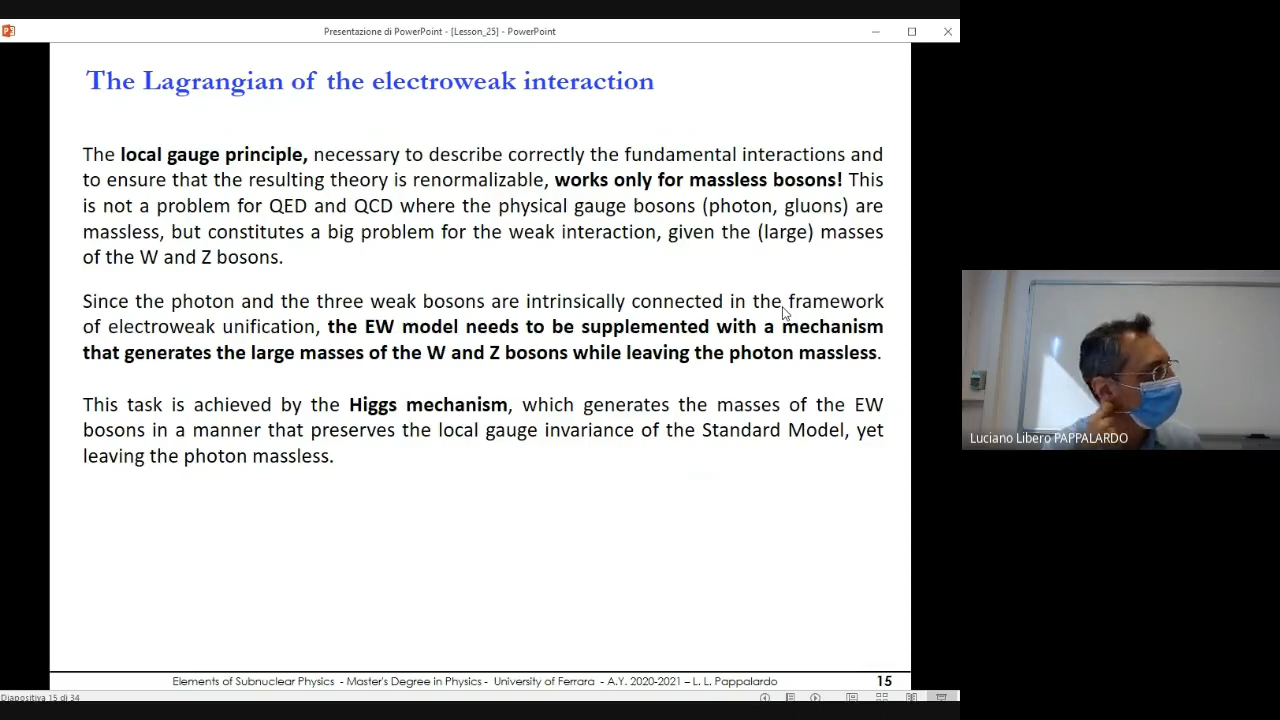 Presentazione di PowerPoint - [Lesson_25] - PowerPoint
The Lagrangian of the electroweak interaction
The local gauge principle, necessary to describe correctly the fundamental interactions and
to ensure that the resulting theory is renormalizable, works only for massless bosons! This
is not a problem for QED and QCD where the physical gauge bosons (photon, gluons) are
massless, but constitutes a big problem for the weak interaction, given the (large) masses
of the W and Z bosons.
Since the photon and the three weak bosons are intrinsically connected in the framework
of electroweak unification, the EW model needs to be supplemented with a mechanism
that generates the large masses of the W and Z bosons while leaving the photon massless.
This task is achieved by the Higgs mechanism, which generates the masses of the EW
bosons in a manner that preserves the local gauge invariance of the Standard Model, yet
leaving the photon massless.
Luciano Libero PAPPALARDO
Elements of Subnuclear Physics - Master's Degree in Physics - University of Ferrara - A.Y. 2020-2021 – L. L. Pappalardo 15
Diapositiva 15 di 34